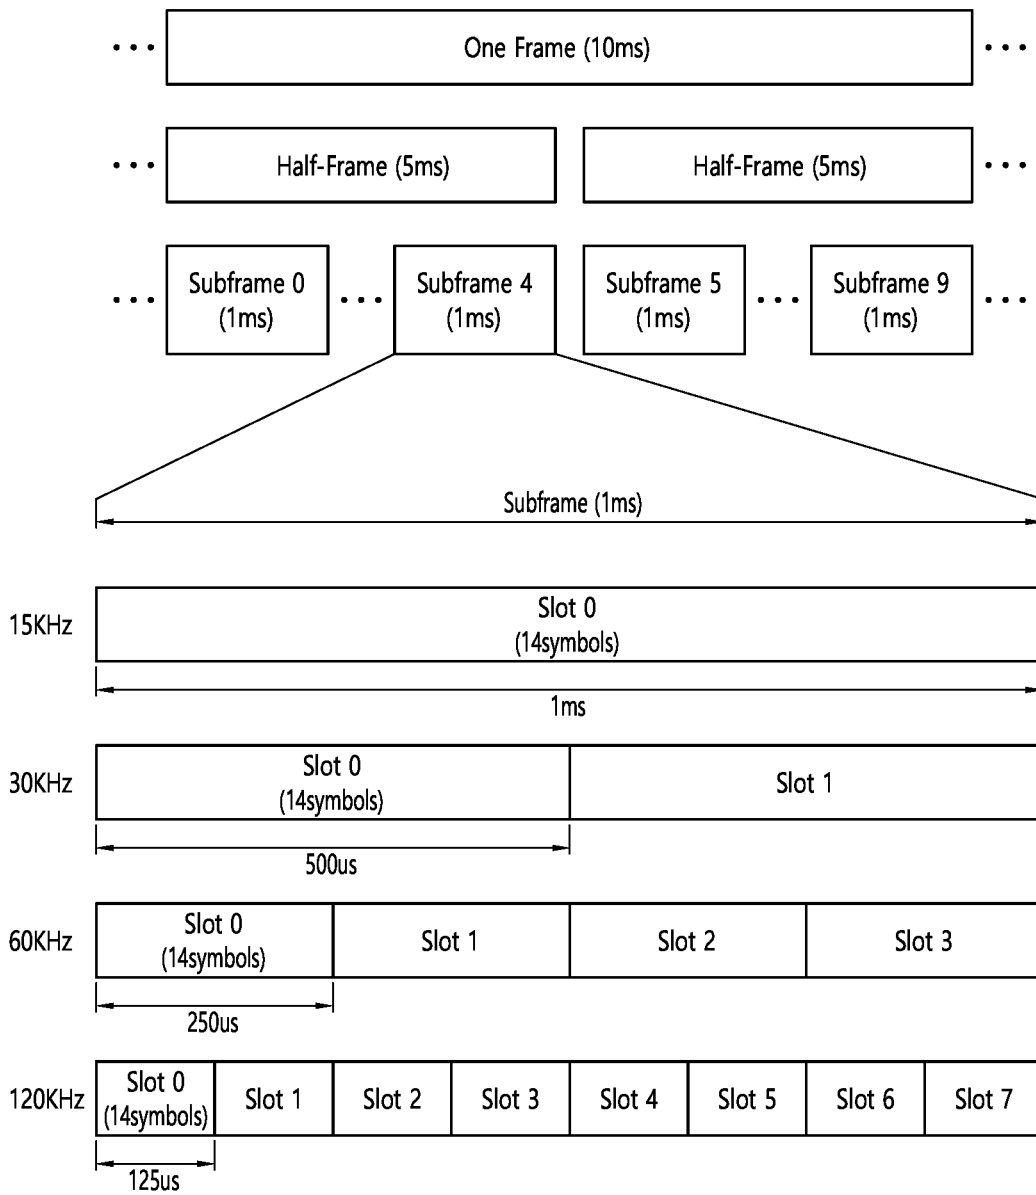 One Frame (10ms)
Half-Frame (5ms)
Half-Frame (5ms)
Subframe 0
(1ms)
Subframe 4
(1ms)
Subframe 5
(1ms)
Subframe 9
(1ms)
Subframe (1ms)
15KHz
Slot 0
(14symbols)
1ms
30KHz
Slot 0
(14symbols)
Slot 1
500us
60KHz
Slot 0
(14symbols)
Slot 1
Slot 2
Slot 3
250us
120KHz
Slot 0
(14symbols)
Slot 1
Slot 2
Slot 3
Slot 4
Slot 5
Slot 6
Slot 7
125us